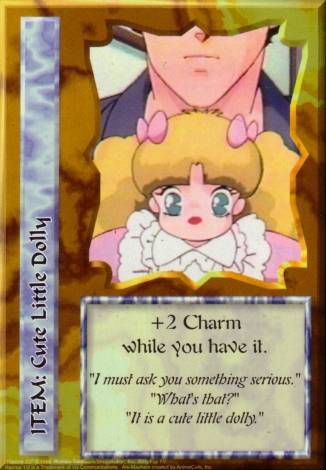 ITEM: Cute Little Dolly
+2 Charm
while you have it.
"I must ask you something serious."
"What's that?"
"It is a cute little dolly."